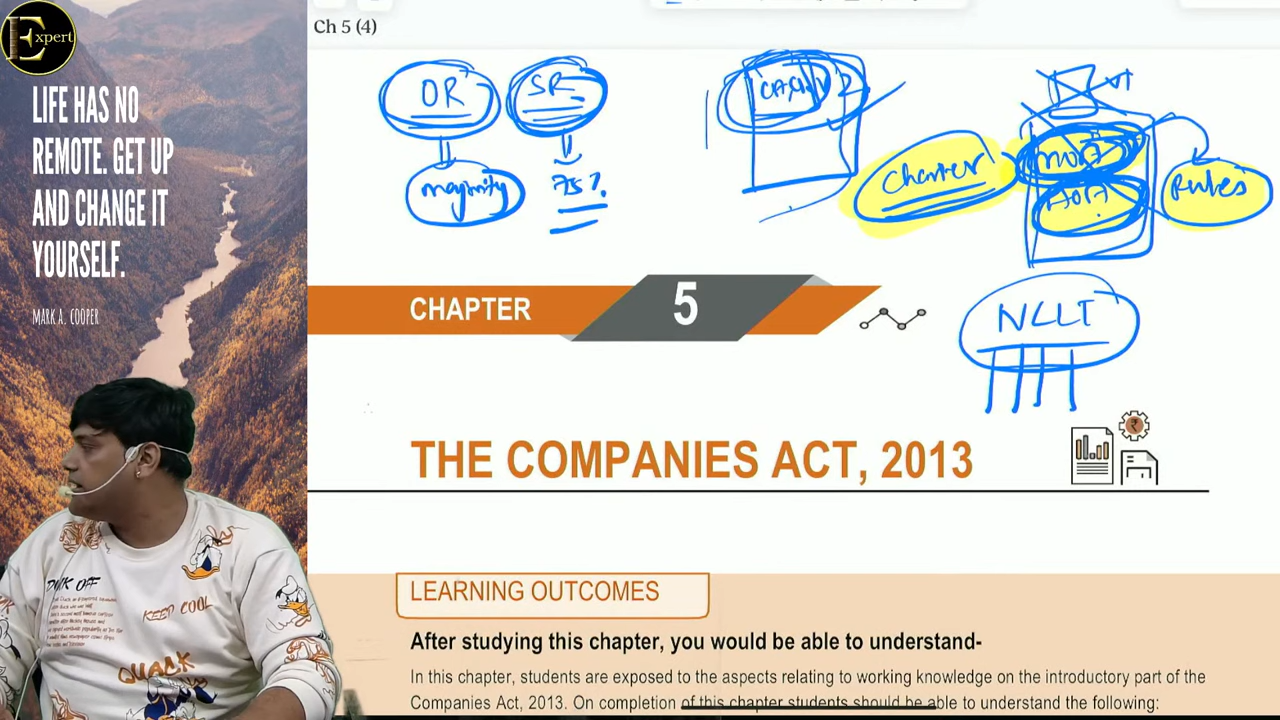 Expert
LIFE HAS NO
REMOTE. GET UP
AND CHANGE IT
YOURSELF.
MARK A. COOPER
Ch 5 (4)
OR
SR
majority
75%
Charter
MOA
AOA
Rules
NCLT
CHAPTER
5
THE COMPANIES ACT, 2013
LEARNING OUTCOMES
After studying this chapter, you would be able to understand-
In this chapter, students are exposed to the aspects relating to working knowledge on the introductory part of the
Companies Act, 2013. On completion of this chapter students should be able to understand the following:
KEEP COOL
QUACK